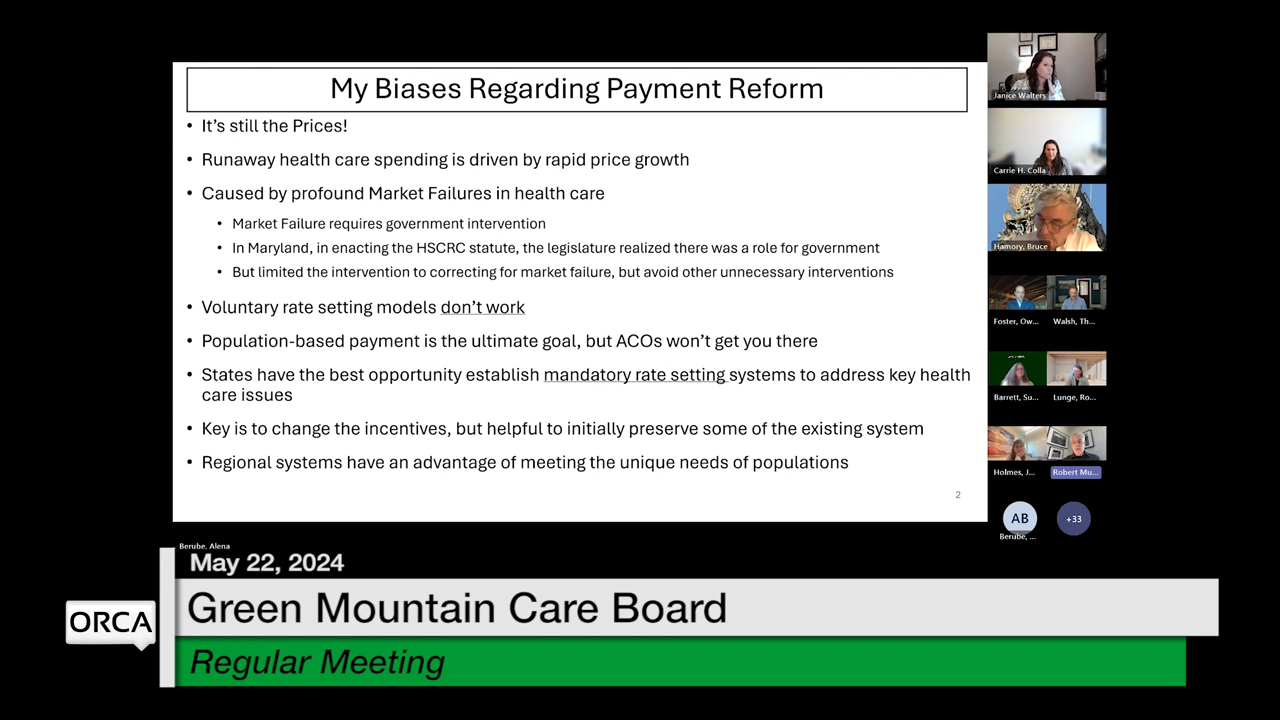 My Biases Regarding Payment Reform
• It's still the Prices!
• Runaway health care spending is driven by rapid price growth
• Caused by profound Market Failures in health care
• Market Failure requires government intervention
• In Maryland, in enacting the HSCRC statute, the legislature realized there was a role for government
• But limited the intervention to correcting for market failure, but avoid other unnecessary interventions
• Voluntary rate setting models don't work
• Population-based payment is the ultimate goal, but ACOs won't get you there
• States have the best opportunity establish mandatory rate setting systems to address key health
care issues
• Key is to change the incentives, but helpful to initially preserve some of the existing system
• Regional systems have an advantage of meeting the unique needs of populations
2
Janice Walters
Carrie H. Colla
Hamory, Bruce
Foster, Ow... Walsh, Th...
Barrett, Su... Lunge, Ro...
Holmes, J... Robert Mu...
AB +33
Berube, ...
Berube, Alena
May 22, 2024
ORCA
Green Mountain Care Board
Regular Meeting